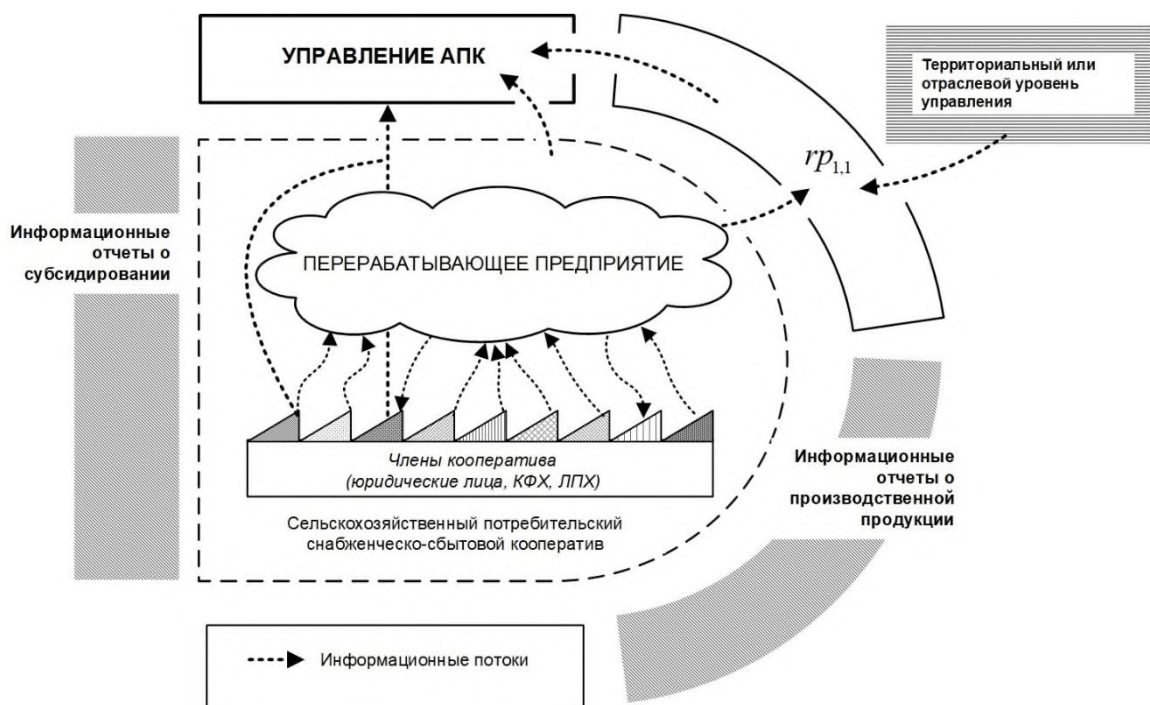 УПРАВЛЕНИЕ АПК
Территориальный или
отраслевой уровень
управления
rp1,1
Информационные
отчеты о
субсидировании
ПЕРЕРАБАТЫВАЮЩЕЕ ПРЕДПРИЯТИЕ
Члены кооператива
(юридические лица, КФХ, ЛПХ)
Сельскохозяйственный потребительский
снабженческо-сбытовой кооператив
Информационные
отчеты о
производственной
продукции
Информационные потоки